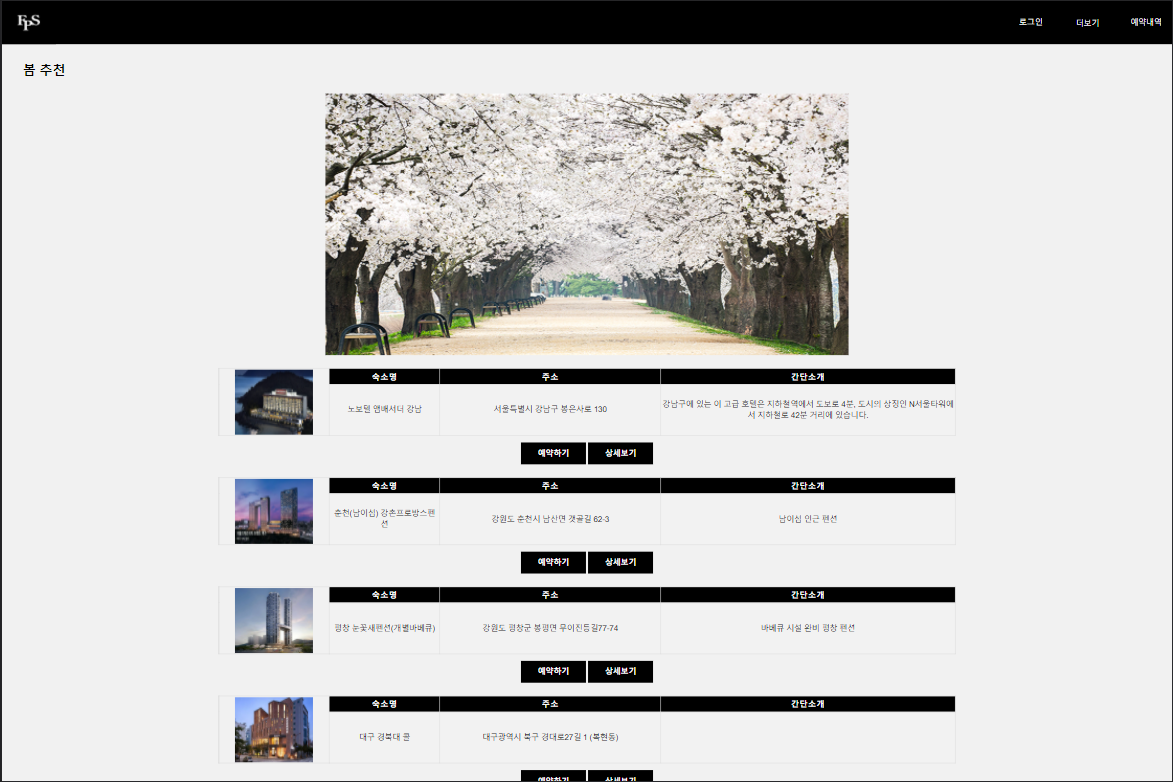 FPS
로그인 더보기 예약내역
봄 추천
숙소명 주소 간단소개
노보텔 앰배서더 강남 서울특별시 강남구 봉은사로 130 강남구에 있는 이 고급 호텔은 지하철역에서 도보로 4분, 도시의 상징인 N서울타워에
서 지하철로 42분 거리에 있습니다.
예약하기 상세보기
숙소명 주소 간단소개
춘천(남이섬) 강촌프로방스펜
션 강원도 춘천시 남산면 갯골길 62-3 남이섬 인근 펜션
예약하기 상세보기
숙소명 주소 간단소개
평창 눈꽃새펜션(개별바베큐) 강원도 평창군 봉평면 무이진등길77-74 바베큐 시설 완비 평창 펜션
예약하기 상세보기
숙소명 주소 간단소개
대구 경북대 콜 대구광역시 북구 경대로27길 1 (복현동)
예약하기 상세보기